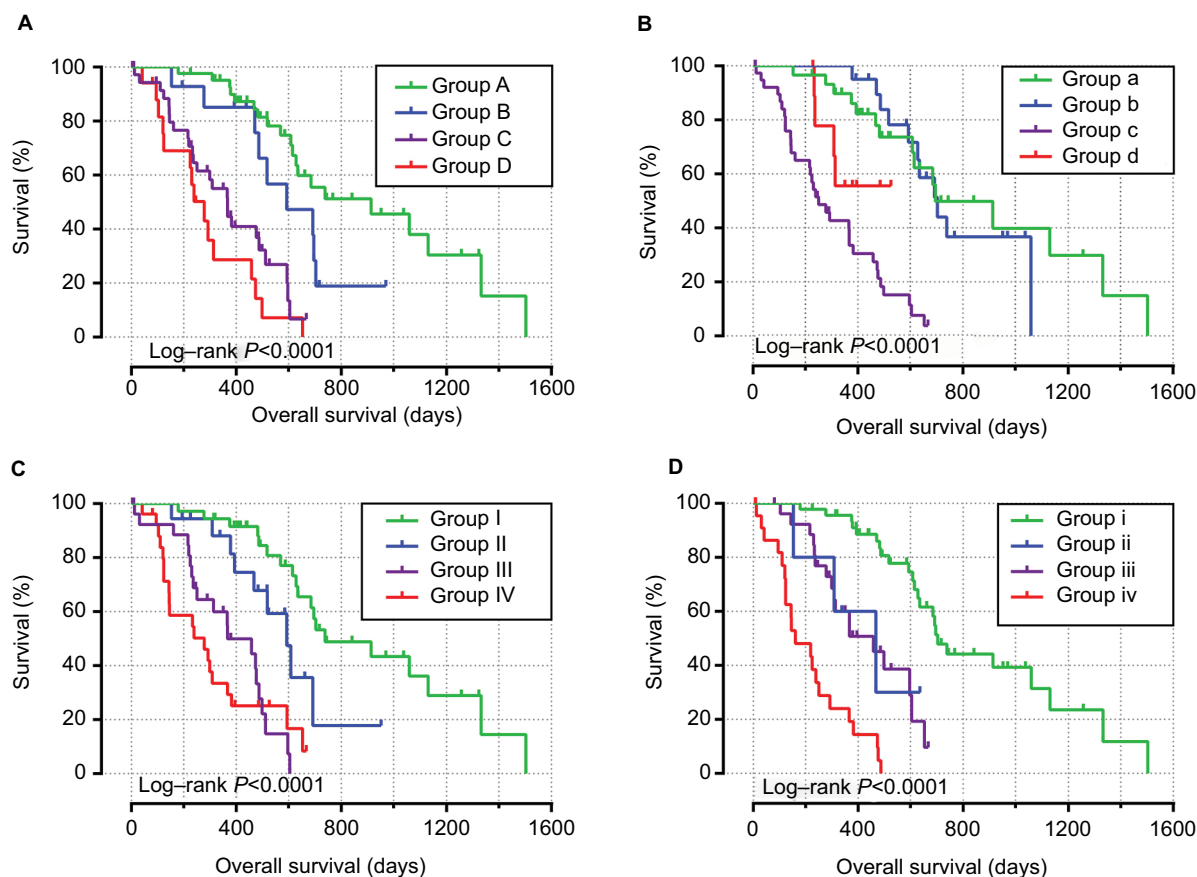 A
Survival (%)
100
80
60
40
20
0
Group A
Group B
Group C
Group D
Log–rank P<0.0001
0 400 800 1200 1600
Overall survival (days)
B
Survival (%)
100
80
60
40
20
0
Group a
Group b
Group c
Group d
Log–rank P<0.0001
0 400 800 1200 1600
Overall survival (days)
C
Survival (%)
100
80
60
40
20
0
Group I
Group II
Group III
Group IV
Log–rank P<0.0001
0 400 800 1200 1600
Overall survival (days)
D
Survival (%)
100
80
60
40
20
0
Group i
Group ii
Group iii
Group iv
Log–rank P<0.0001
0 400 800 1200 1600
Overall survival (days)